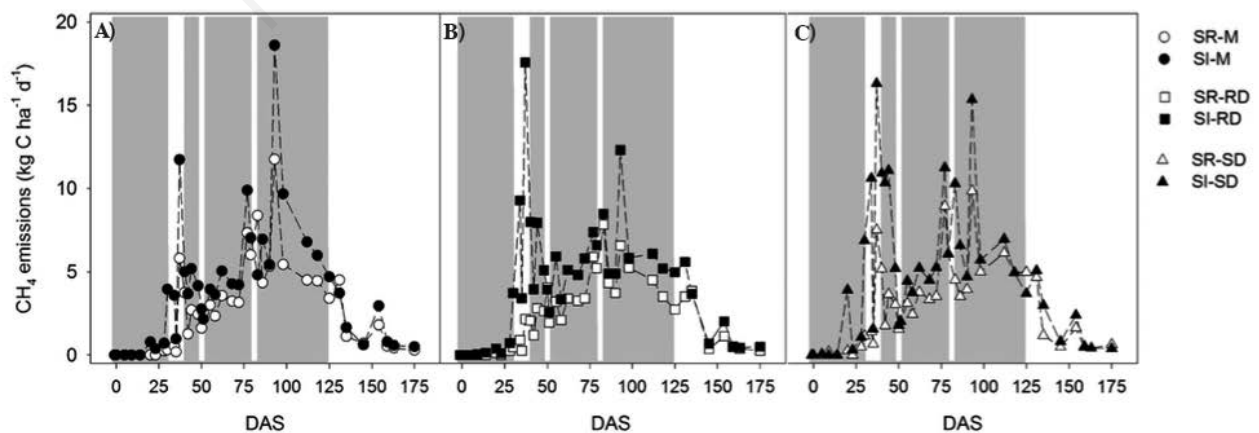 A)
B)
C)
20
15
10
5
0
CH₄ emissions (kg C ha⁻¹ d⁻¹)
0 25 50 75 100 125 150 175
0 25 50 75 100 125 150 175
0 25 50 75 100 125 150 175
DAS
DAS
DAS
SR-M
SI-M
SR-RD
SI-RD
SR-SD
SI-SD